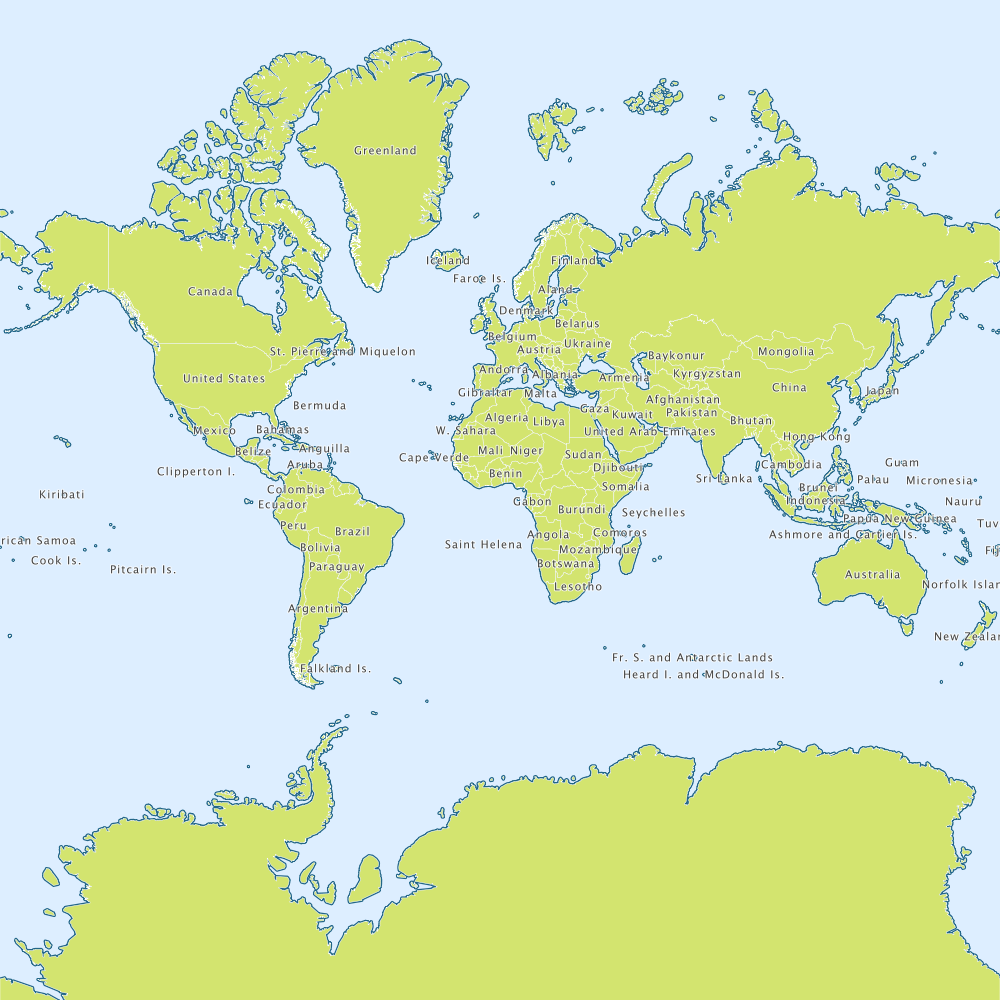 Greenland
Iceland
Finland
Faroe Is.
Aland
Canada
Denmark
Belarus
Belgium
Ukraine
Austria
St. Pierre and Miquelon
Mongolia
Baykonur
Andorra
Albania
Kyrgyzstan
United States
Armenia
China
Gibraltar
Malta
Japan
Afghanistan
Bermuda
Gaza
Kuwait
Pakistan
Algeria
Libya
Bhutan
Mexico
Bahamas
W. Sahara
United Arab Emirates
Hong Kong
Belize
Anguilla
Mali
Niger
Sudan
Cape Verde
Aruba
Cambodia
Guam
Clipperton I.
Djibouti
Benin
Sri Lanka
Palau
Micronesia
Colombia
Somalia
Brunei
Kiribati
Ecuador
Gabon
Indonesia
Nauru
Burundi
Seychelles
Papua New Guinea
Peru
Tuv
Brazil
Angola
Comoros
Ashmore and Cartier Is.
rican Samoa
Saint Helena
Bolivia
Mozambique
Fij
Cook Is.
Botswana
Pitcairn Is.
Paraguay
Australia
Lesotho
Norfolk Islan
Argentina
New Zealan
Fr. S. and Antarctic Lands
Falkland Is.
Heard I. and McDonald Is.